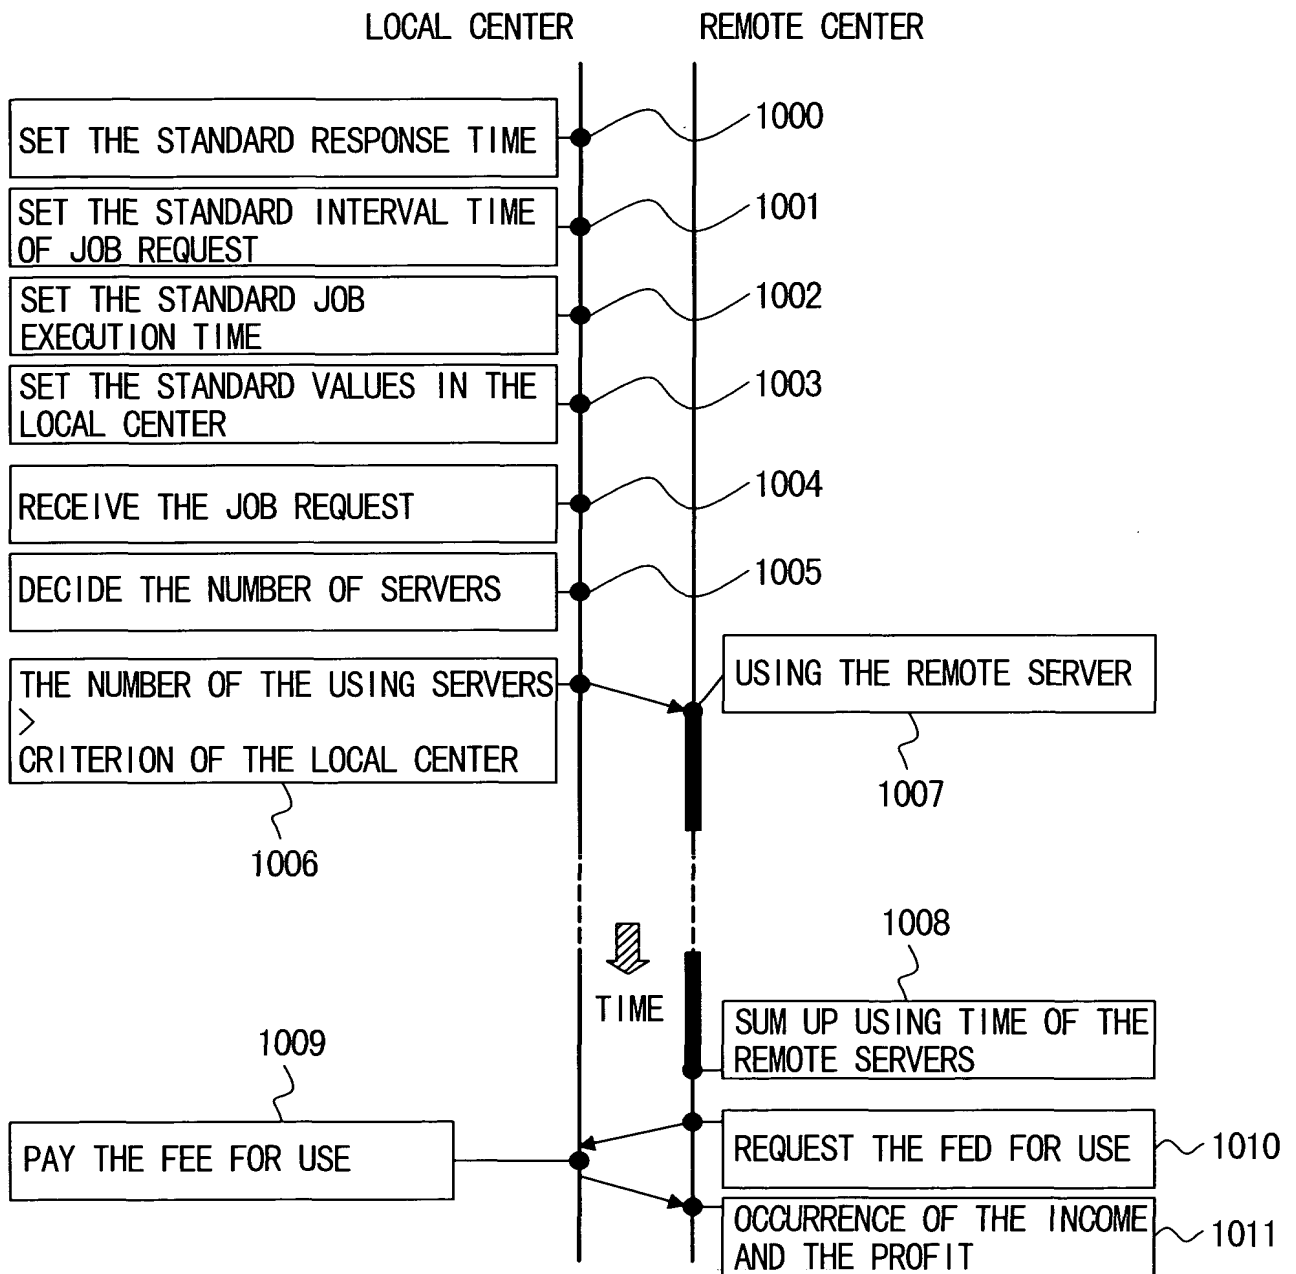 LOCAL CENTER
REMOTE CENTER
SET THE STANDARD RESPONSE TIME
1000
SET THE STANDARD INTERVAL TIME
OF JOB REQUEST
1001
SET THE STANDARD JOB
EXECUTION TIME
1002
SET THE STANDARD VALUES IN THE
LOCAL CENTER
1003
RECEIVE THE JOB REQUEST
1004
DECIDE THE NUMBER OF SERVERS
1005
THE NUMBER OF THE USING SERVERS
>
CRITERION OF THE LOCAL CENTER
1006
USING THE REMOTE SERVER
1007
TIME
1008
SUM UP USING TIME OF THE
REMOTE SERVERS
1009
PAY THE FEE FOR USE
REQUEST THE FED FOR USE
1010
OCCURRENCE OF THE INCOME
AND THE PROFIT
1011